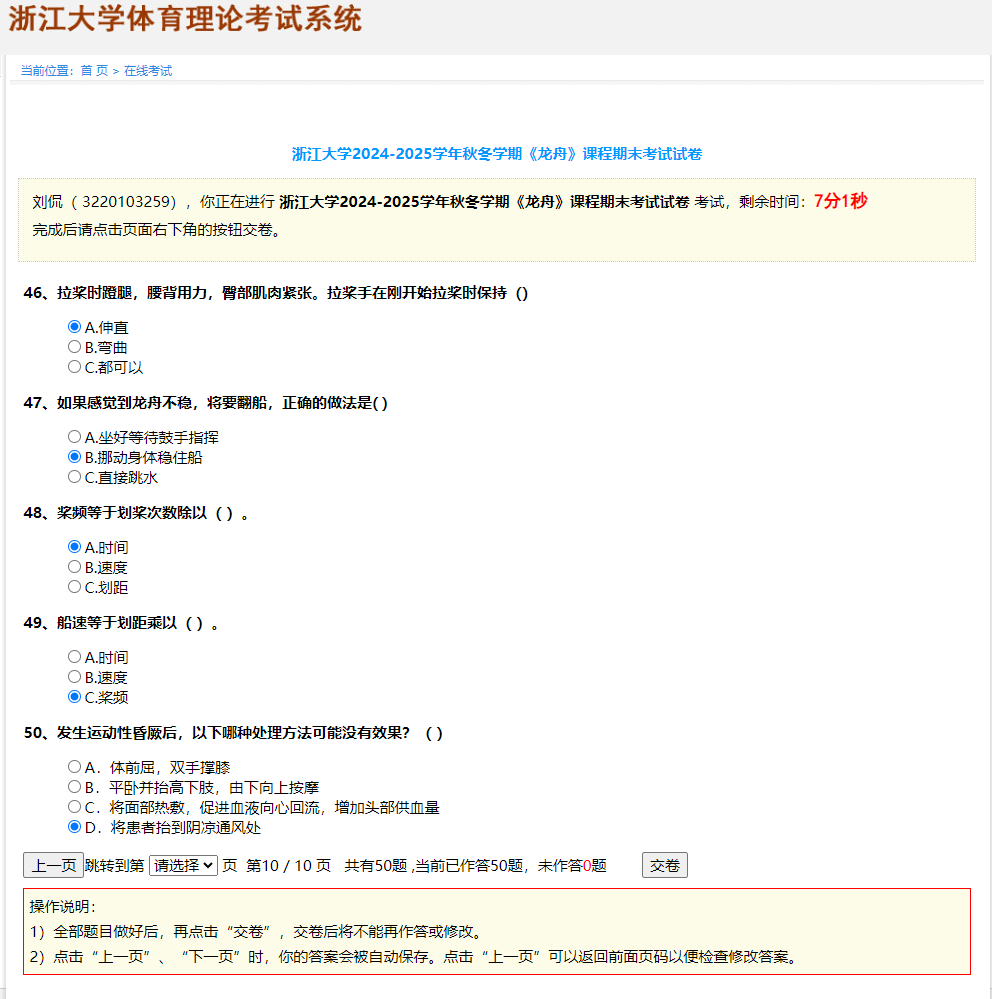 浙江大学体育理论考试系统
当前位置：首 页 > 在线考试
浙江大学2024-2025学年秋冬学期《龙舟》课程期末考试试卷
刘侃（ 3220103259），你正在进行 浙江大学2024-2025学年秋冬学期《龙舟》课程期末考试试卷 考试，剩余时间：7分1秒
完成后请点击页面右下角的按钮交卷。
46、拉桨时蹬腿，腰背用力，臀部肌肉紧张。拉桨手在刚开始拉桨时保持（）
A.伸直
B.弯曲
C.都可以
47、如果感觉到龙舟不稳，将要翻船，正确的做法是( )
A.坐好等待鼓手指挥
B.挪动身体稳住船
C.直接跳水
48、桨频等于划桨次数除以（ ）。
A.时间
B.速度
C.划距
49、船速等于划距乘以（ ）。
A.时间
B.速度
C.桨频
50、发生运动性昏厥后，以下哪种处理方法可能没有效果？ （ ）
A．体前屈，双手撑膝
B．平卧并抬高下肢，由下向上按摩
C．将面部热敷，促进血液向心回流，增加头部供血量
D．将患者抬到阴凉通风处
上一页 跳转到第 请选择 页 第10 / 10 页 共有50题 ,当前已作答50题，未作答0题 交卷
操作说明：
1）全部题目做好后，再点击“交卷”，交卷后将不能再作答或修改。
2）点击“上一页”、“下一页”时，你的答案会被自动保存。点击“上一页”可以返回前面页码以便检查修改答案。